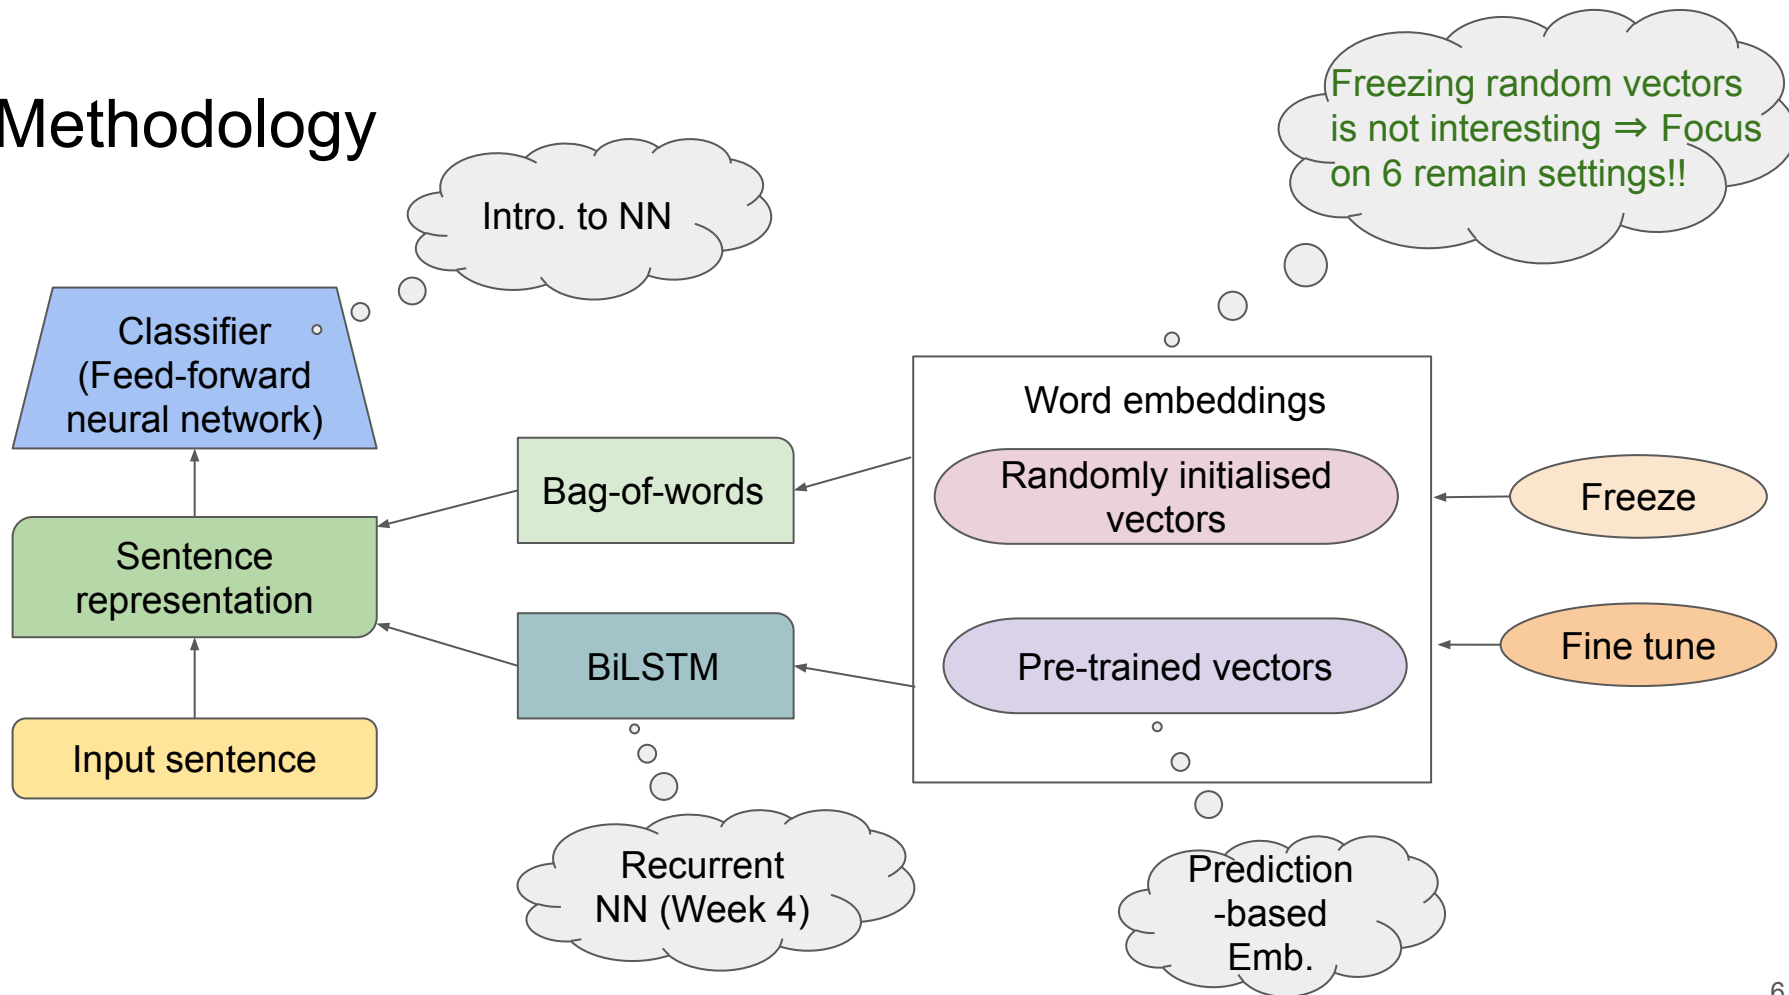 Methodology
Freezing random vectors
is not interesting ⇒ Focus
on 6 remain settings!!
Intro. to NN
Classifier
(Feed-forward
neural network)
Sentence
representation
Input sentence
Bag-of-words
BiLSTM
Recurrent
NN (Week 4)
Word embeddings
Randomly initialised
vectors
Pre-trained vectors
Prediction
-based
Emb.
Freeze
Fine tune
6